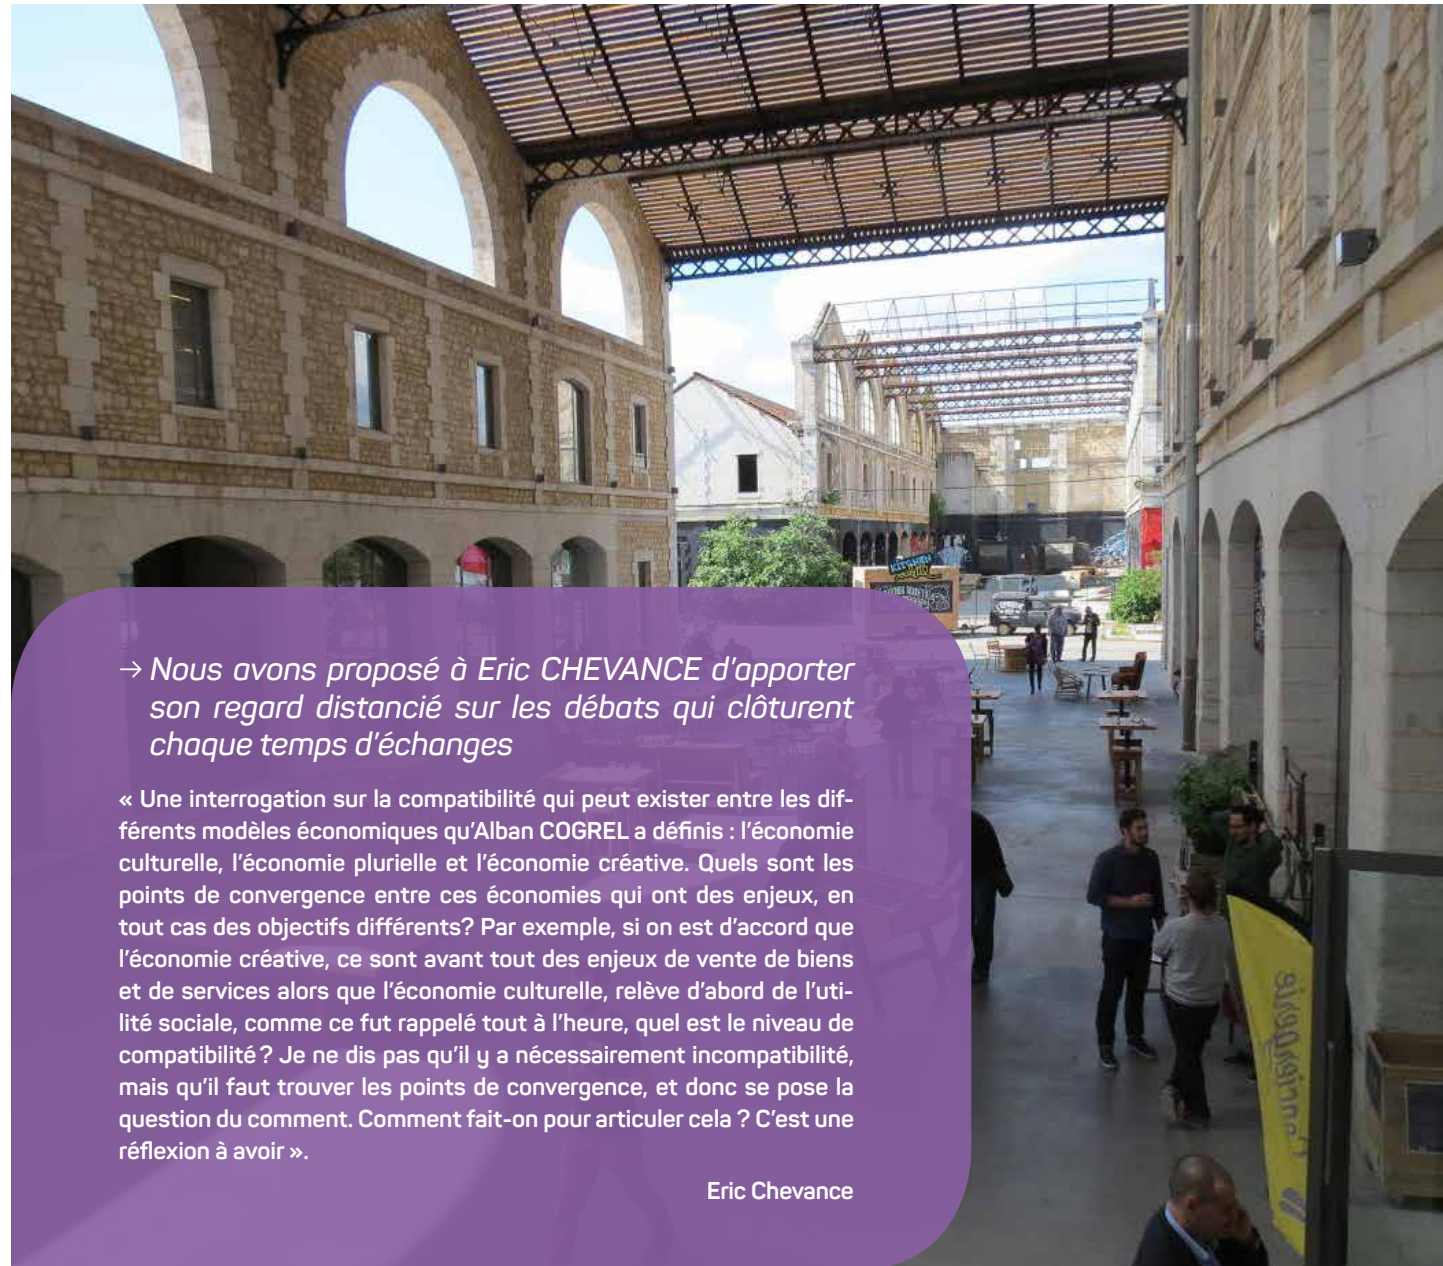 KITCHEN
→ Nous avons proposé à Eric CHEVANCE d'apporter
son regard distancié sur les débats qui clôturent
chaque temps d'échanges
« Une interrogation sur la compatibilité qui peut exister entre les dif-
férents modèles économiques qu'Alban COGREL a définis : l'économie
culturelle, l'économie plurielle et l'économie créative. Quels sont les
points de convergence entre ces économies qui ont des enjeux, en
tout cas des objectifs différents? Par exemple, si on est d'accord que
l'économie créative, ce sont avant tout des enjeux de vente de biens
et de services alors que l'économie culturelle, relève d'abord de l'uti-
lité sociale, comme ce fut rappelé tout à l'heure, quel est le niveau de
compatibilité ? Je ne dis pas qu'il y a nécessairement incompatibilité,
mais qu'il faut trouver les points de convergence, et donc se pose la
question du comment. Comment fait-on pour articuler cela ? C'est une
réflexion à avoir ».
Eric Chevance